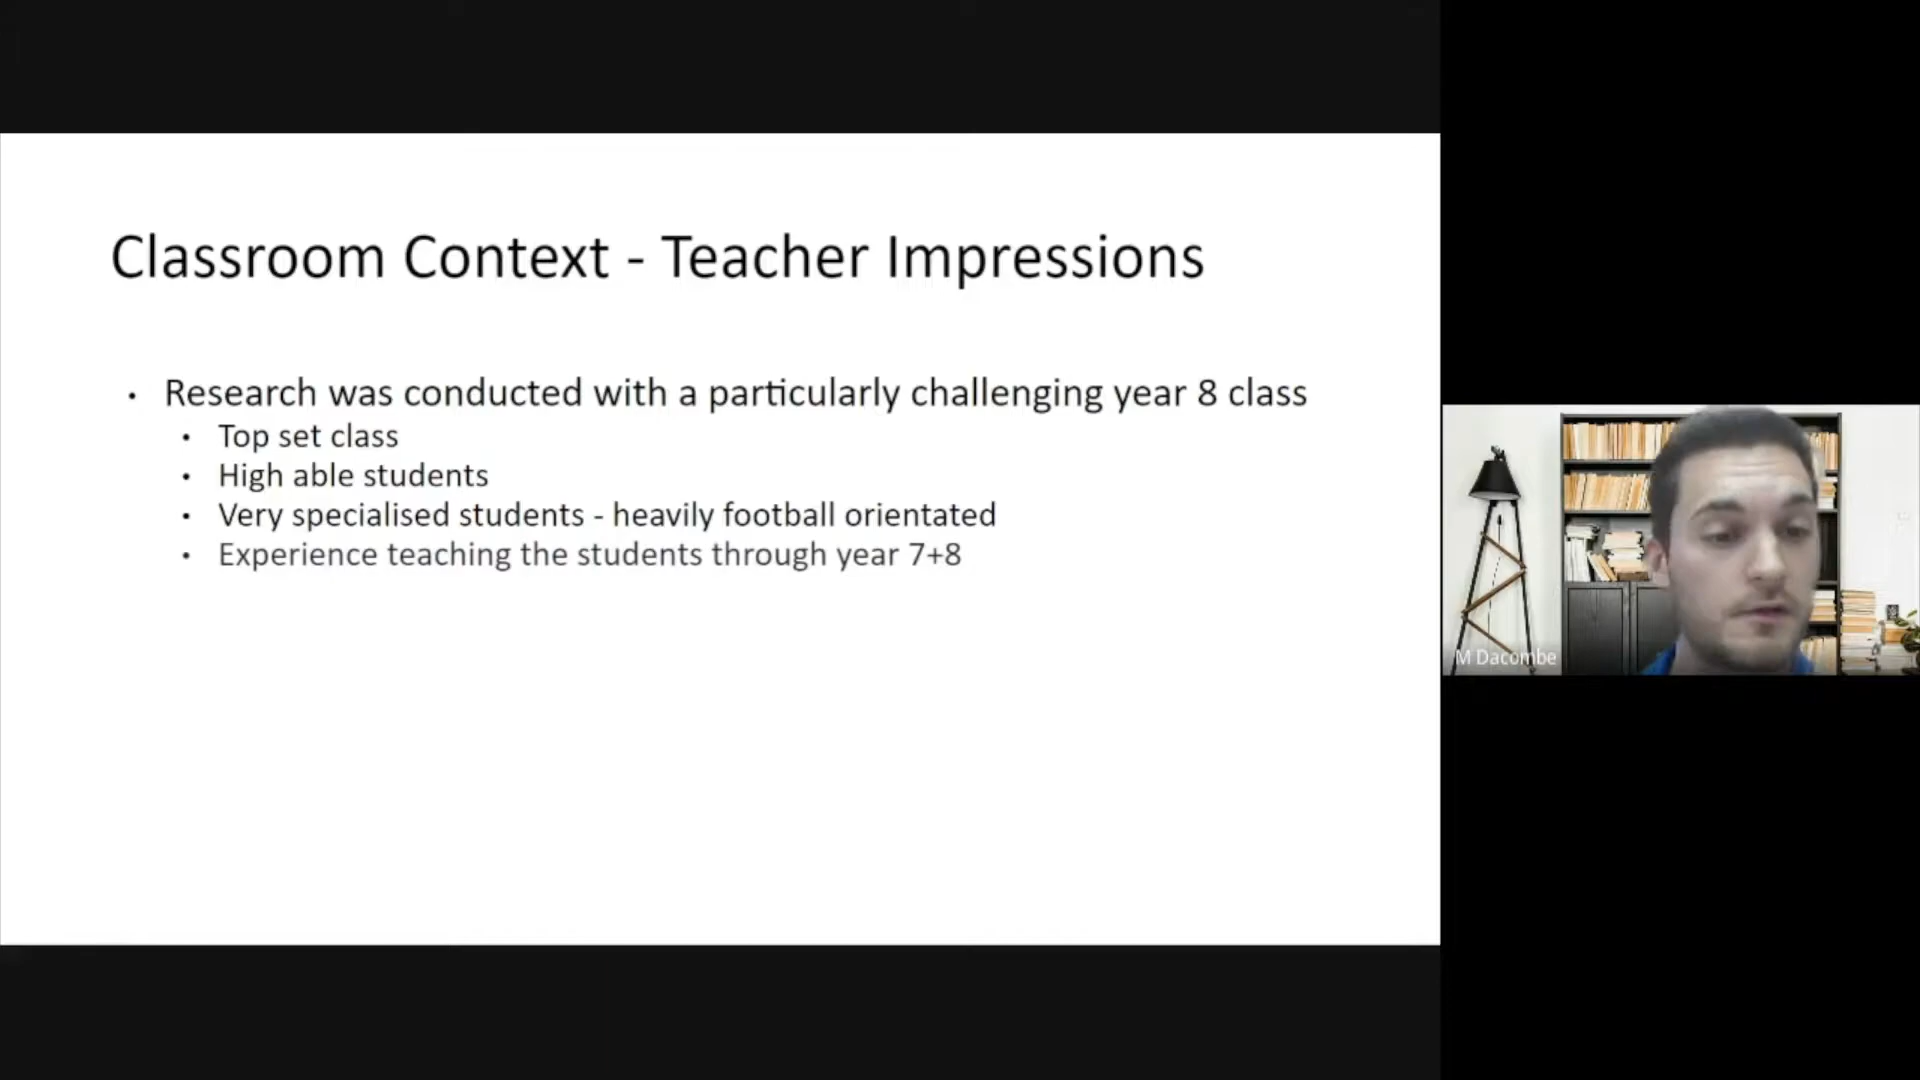 Classroom Context - Teacher Impressions
• Research was conducted with a particularly challenging year 8 class
• Top set class
• High able students
• Very specialised students - heavily football orientated
• Experience teaching the students through year 7+8
M Dacombe